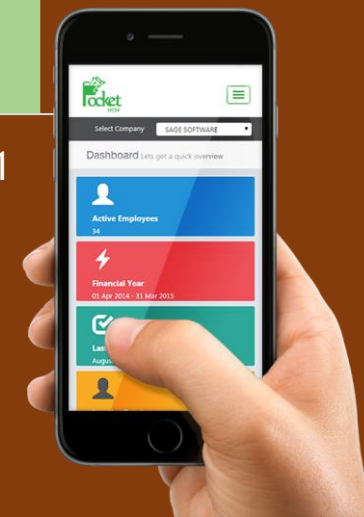 1
Pocket
HCM
Select Company SAGE SOFTWARE
Dashboard Lets get a quick overview
Active Employees
34
Financial Year
01 Apr 2014 - 31 Mar 2015